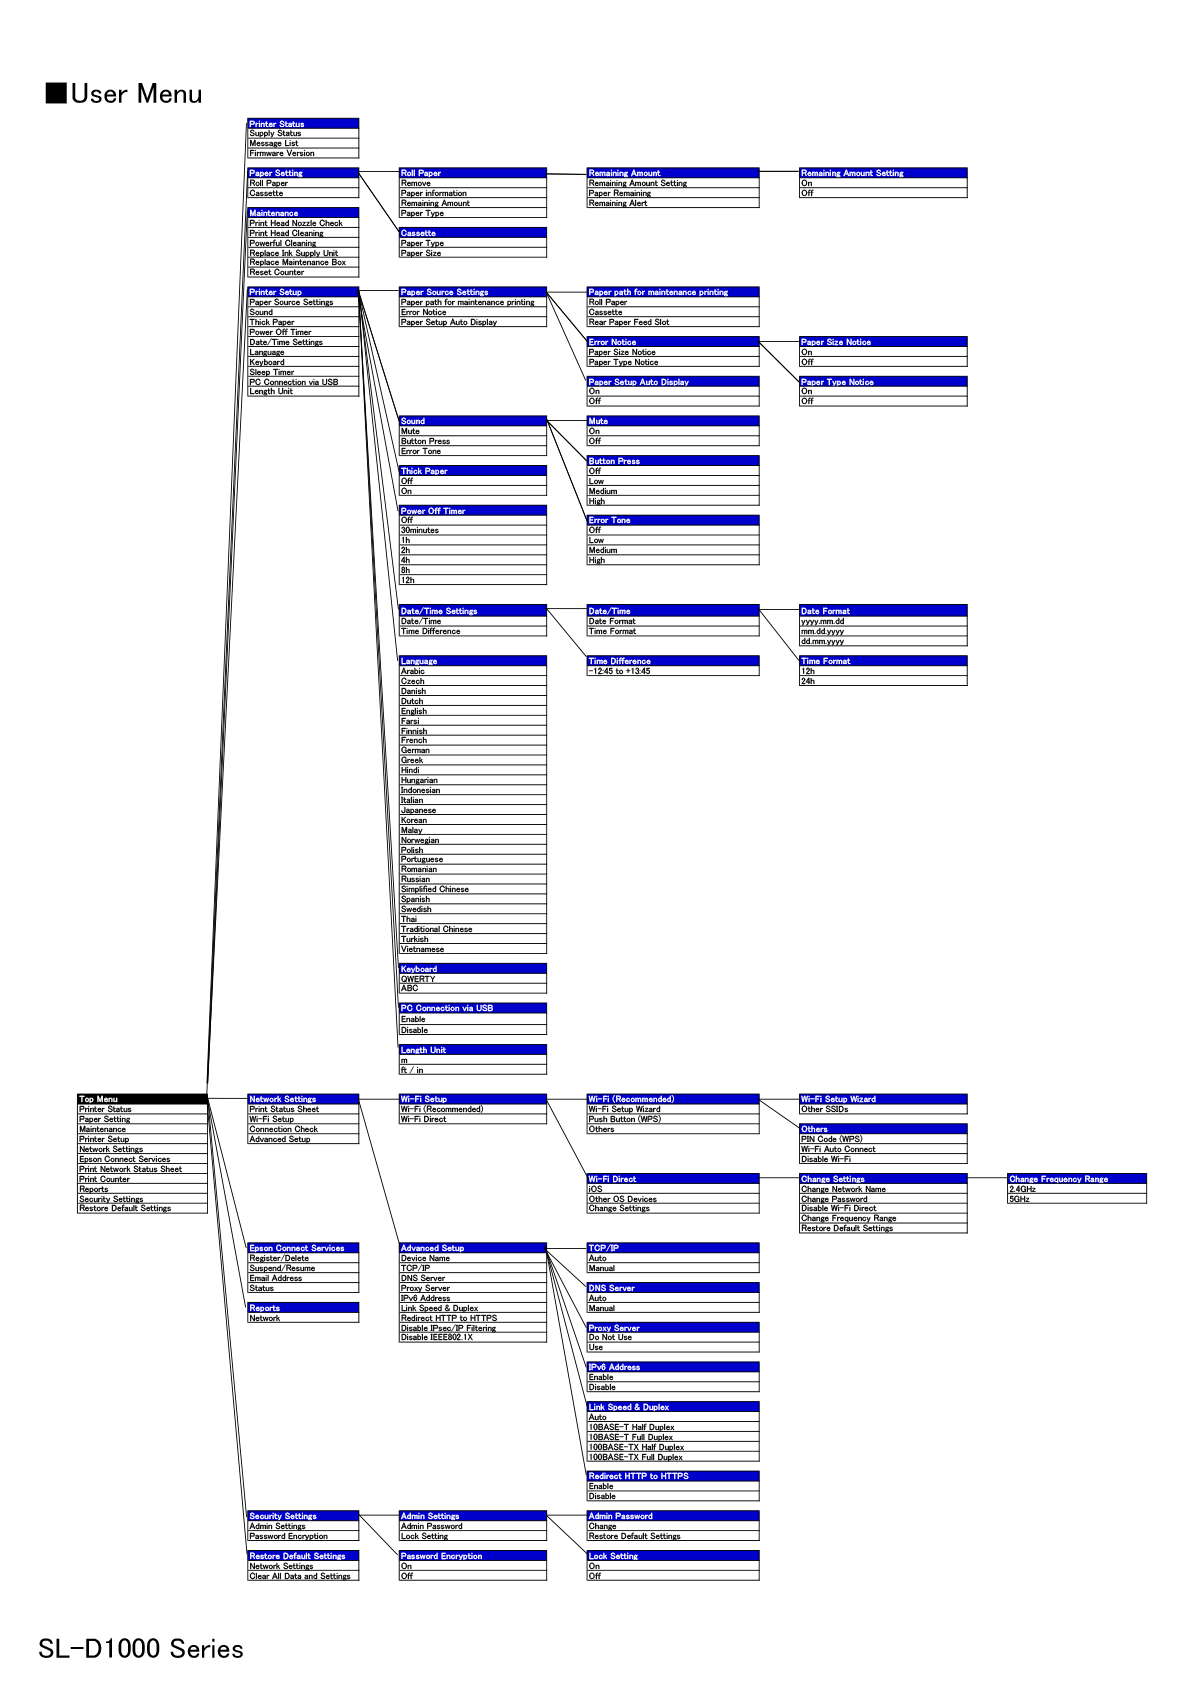 ■User Menu
Printer Status
Supply Status
Message List
Firmware Version
Paper Setting
Roll Paper
Cassette
Roll Paper
Remove
Paper information
Remaining Amount
Paper Type
Remaining Amount
Remaining Amount Setting
Paper Remaining
Remaining Alert
Remaining Amount Setting
On
Off
Cassette
Paper Type
Paper Size
Maintenance
Print Head Nozzle Check
Print Head Cleaning
Powerful Cleaning
Replace Ink Supply Unit
Replace Maintenance Box
Reset Counter
Printer Setup
Paper Source Settings
Sound
Thick Paper
Power Off Timer
Date/Time Settings
Language
Keyboard
Sleep Timer
PC Connection via USB
Length Unit
Paper Source Settings
Paper path for maintenance printing
Error Notice
Paper Setup Auto Display
Paper path for maintenance printing
Roll Paper
Cassette
Rear Paper Feed Slot
Error Notice
Paper Size Notice
Paper Type Notice
Paper Size Notice
On
Off
Paper Setup Auto Display
On
Off
Paper Type Notice
On
Off
Sound
Mute
Button Press
Error Tone
Mute
On
Off
Button Press
Off
Low
Medium
High
Error Tone
Off
Low
Medium
High
Thick Paper
Off
On
Power Off Timer
Off
30minutes
1h
2h
4h
8h
12h
Date/Time Settings
Date/Time
Time Difference
Date/Time
Date Format
Time Format
Date Format
yyyy.mm.dd
mm.dd.yyyy
dd.mm.yyyy
Time Difference
-12:45 to +13:45
Time Format
12h
24h
Language
Arabic
Czech
Danish
Dutch
English
Farsi
Finnish
French
German
Greek
Hindi
Hungarian
Indonesian
Italian
Japanese
Korean
Malay
Norwegian
Polish
Portuguese
Romanian
Russian
Simplified Chinese
Spanish
Swedish
Thai
Traditional Chinese
Turkish
Vietnamese
Keyboard
QWERTY
ABC
PC Connection via USB
Enable
Disable
Length Unit
m
ft / in
Top Menu
Printer Status
Paper Setting
Maintenance
Printer Setup
Network Settings
Epson Connect Services
Print Network Status Sheet
Print Counter
Reports
Security Settings
Restore Default Settings
Network Settings
Print Status Sheet
Wi-Fi Setup
Connection Check
Advanced Setup
Wi-Fi Setup
Wi-Fi (Recommended)
Wi-Fi Direct
Wi-Fi (Recommended)
Wi-Fi Setup Wizard
Push Button (WPS)
Others
Wi-Fi Setup Wizard
Other SSIDs
Others
PIN Code (WPS)
Wi-Fi Auto Connect
Disable Wi-Fi
Wi-Fi Direct
iOS
Other OS Devices
Change Settings
Change Settings
Change Network Name
Change Password
Disable Wi-Fi Direct
Change Frequency Range
Restore Default Settings
Change Frequency Range
2.4GHz
5GHz
Epson Connect Services
Register/Delete
Suspend/Resume
Email Address
Status
Reports
Network
Advanced Setup
Device Name
TCP/IP
DNS Server
Proxy Server
IPv6 Address
Link Speed & Duplex
Redirect HTTP to HTTPS
Disable IPsec/IP Filtering
Disable IEEE802.1X
TCP/IP
Auto
Manual
DNS Server
Auto
Manual
Proxy Server
Do Not Use
Use
IPv6 Address
Enable
Disable
Link Speed & Duplex
Auto
10BASE-T Half Duplex
10BASE-T Full Duplex
100BASE-TX Half Duplex
100BASE-TX Full Duplex
Redirect HTTP to HTTPS
Enable
Disable
Security Settings
Admin Settings
Password Encryption
Admin Settings
Admin Password
Lock Setting
Admin Password
Change
Restore Default Settings
Restore Default Settings
Network Settings
Clear All Data and Settings
Password Encryption
On
Off
Lock Setting
On
Off
SL-D1000 Series